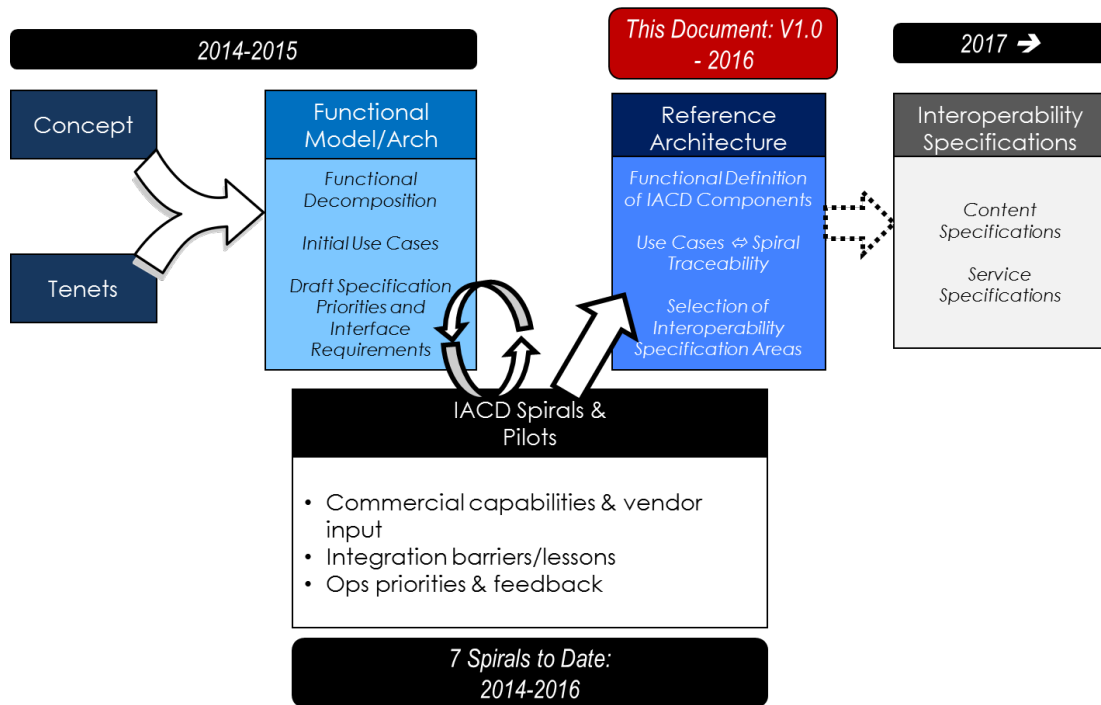 2014-2015
This Document: V1.0
- 2016
2017 →
Concept
Tenets
Functional
Model/Arch
Functional
Decomposition
Initial Use Cases
Draft Specification
Priorities and
Interface
Requirements
Reference
Architecture
Functional Definition
of IACD Components
Use Cases ⇔ Spiral
Traceability
Selection of
Interoperability
Specification Areas
Interoperability
Specifications
Content
Specifications
Service
Specifications
IACD Spirals &
Pilots
• Commercial capabilities & vendor
input
• Integration barriers/lessons
• Ops priorities & feedback
7 Spirals to Date:
2014-2016